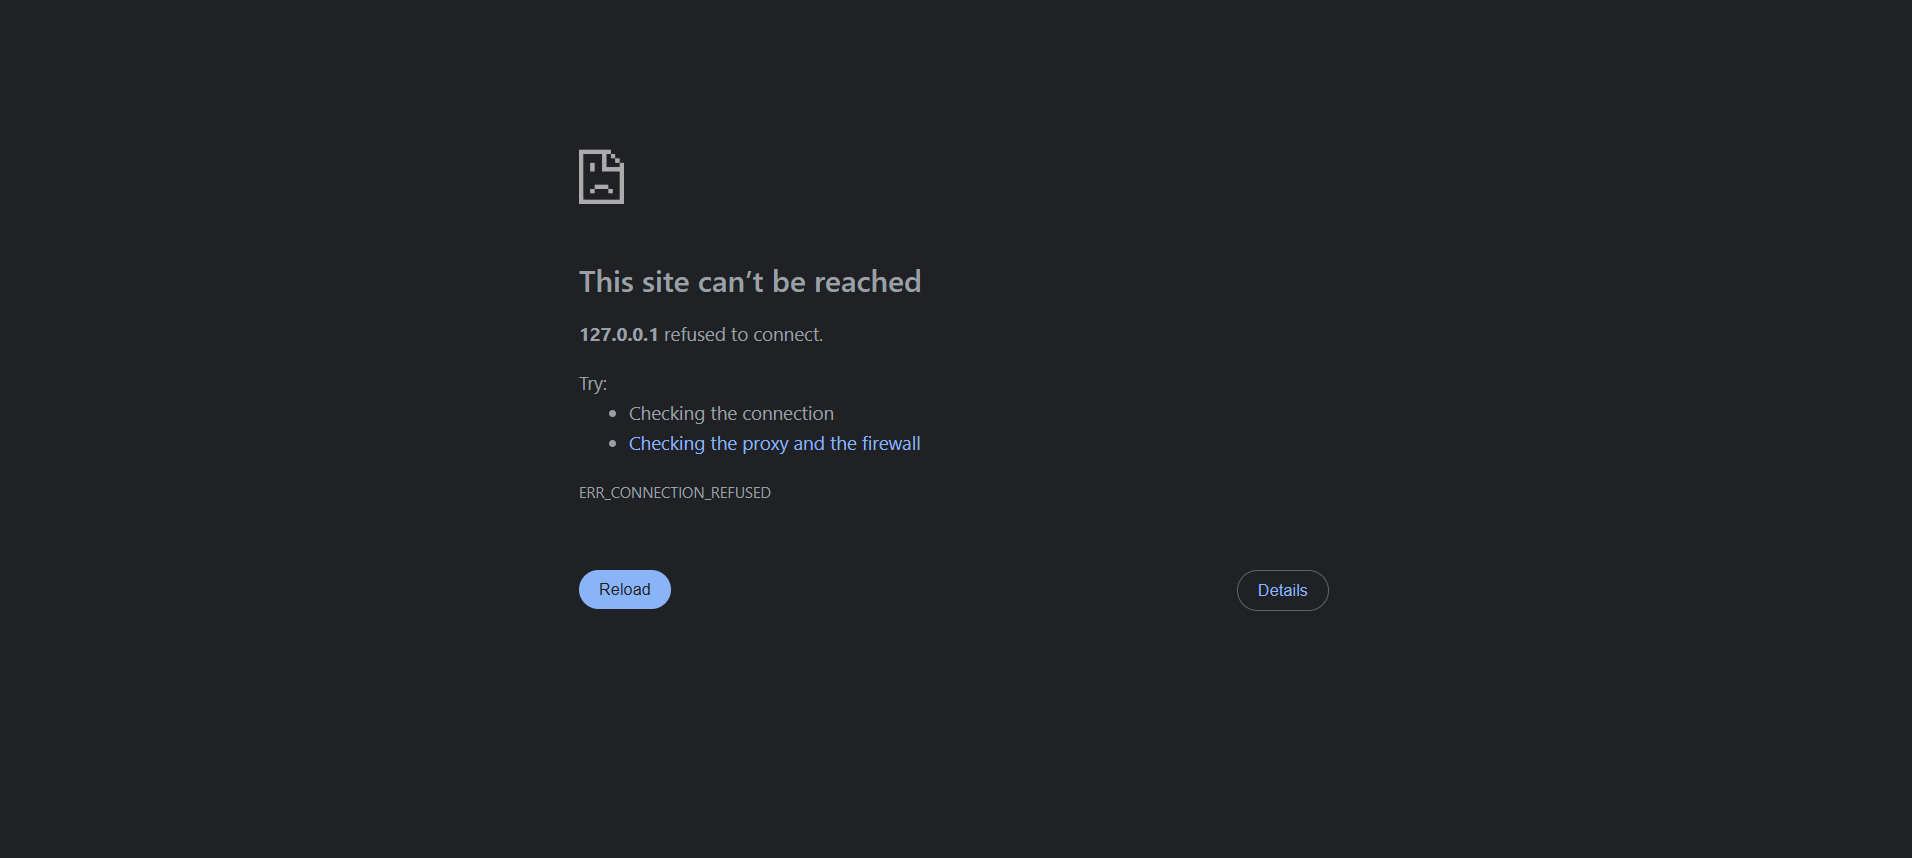 This site can’t be reached
127.0.0.1 refused to connect.
Try:
Checking the connection
Checking the proxy and the firewall
ERR_CONNECTION_REFUSED
Reload
Details